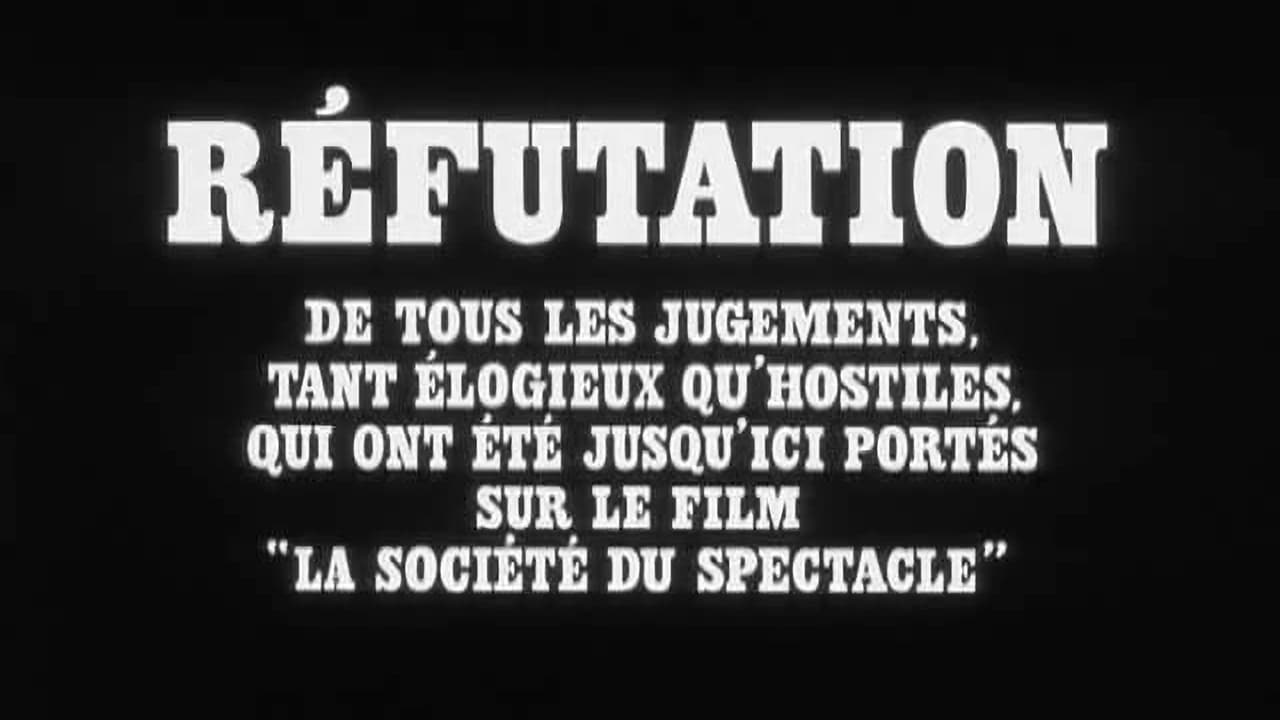 RÉFUTATION
DE TOUS LES JUGEMENTS,
TANT ÉLOGIEUX QU'HOSTILES,
QUI ONT ÉTÉ JUSQU'ICI PORTÉS
SUR LE FILM
“LA SOCIÉTÉ DU SPECTACLE”